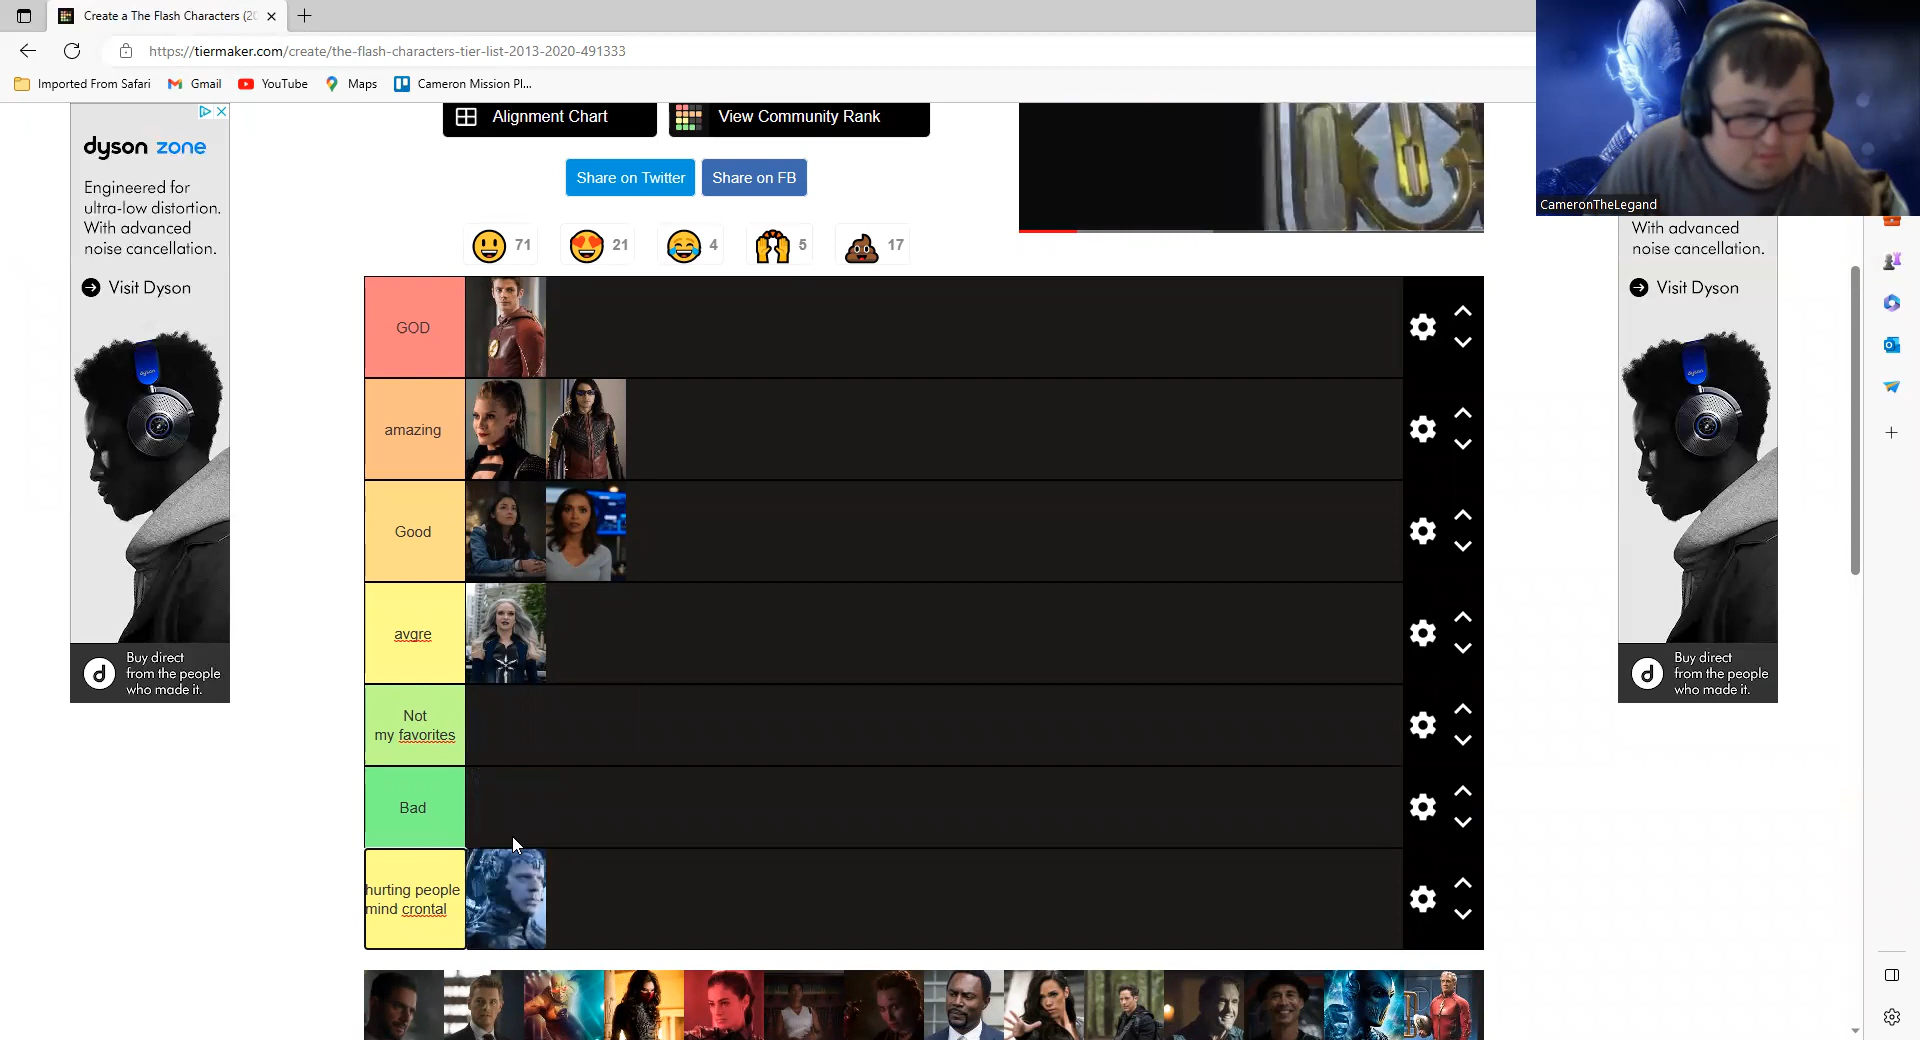 Create a The Flash Characters (20
https://tiermaker.com/create/the-flash-characters-tier-list-2013-2020-491333
Imported From Safari
Gmail
YouTube
Maps
Cameron Mission Pl...
CameronTheLegand
dyson zone
Engineered for
ultra-low distortion.
With advanced
noise cancellation.
Visit Dyson
Buy direct
from the people
who made it.
Alignment Chart
View Community Rank
Share on Twitter
Share on FB
71
21
4
5
17
GOD
amazing
Good
avgre
Not
my favorites
Bad
hurting people
mind crontal
With advanced
noise cancellation.
Visit Dyson
Buy direct
from the people
who made it.